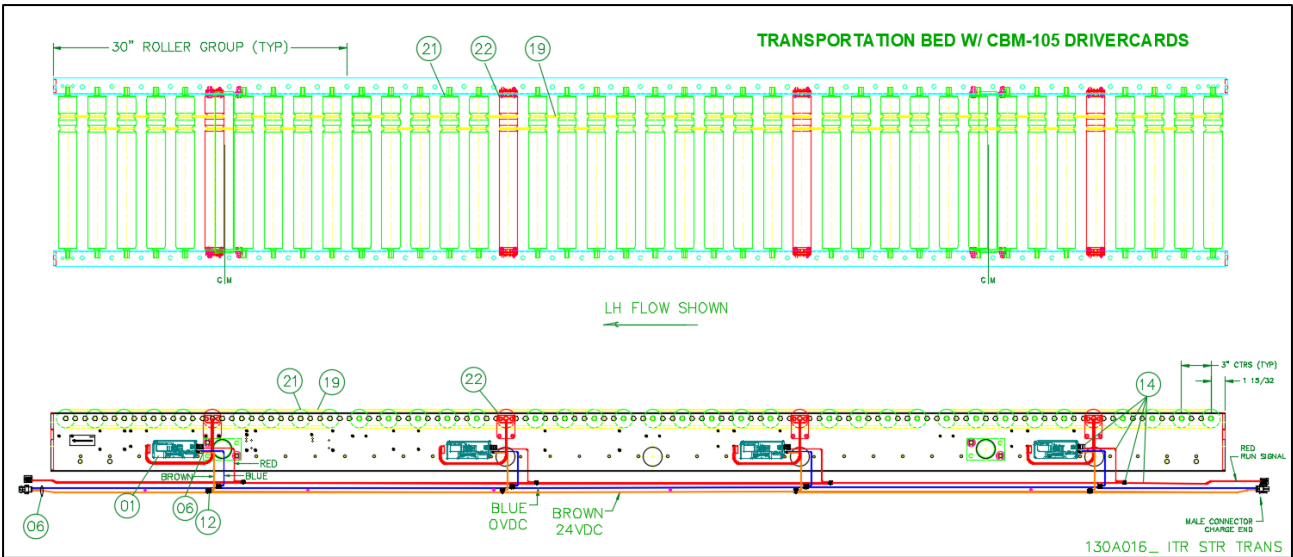 30" ROLLER GROUP (TYP)
21
22
19
TRANSPORTATION BED W/ CBM-105 DRIVERCARDS
C M
C M
LH FLOW SHOWN
21
19
22
14
3" CTRS (TYP)
1 15/32
RED
BROWN
BLUE
RED
RUN SIGNAL
06
01
06
12
BLUE
0VDC
BROWN
24VDC
MALE CONNECTOR
CHARGE END
130A016_ ITR STR TRANS